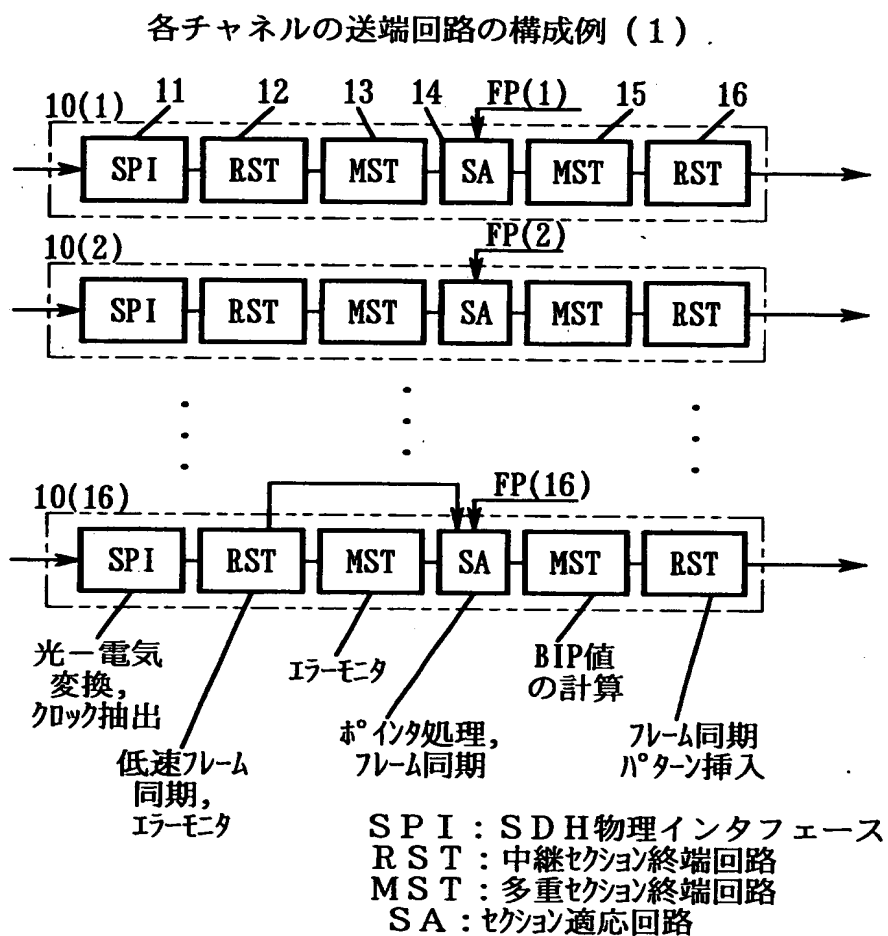 各チャネルの送端回路の構成例(1)
10(1) 11 12 13 14 FP(1) 15 16
SPI RST MST SA MST RST
10(2) FP(2)
SPI RST MST SA MST RST
10(16) FP(16)
SPI RST MST SA MST RST
光－電気
変換,
クロック抽出
低速フレーム
同期,
エラーモニタ
エラーモニタ
ポインタ処理,
フレーム同期
BIP値
の計算
フレーム同期
パターン挿入
SPI:SDH物理インタフェース
RST:中継セクション終端回路
MST:多重セクション終端回路
SA:セクション適応回路